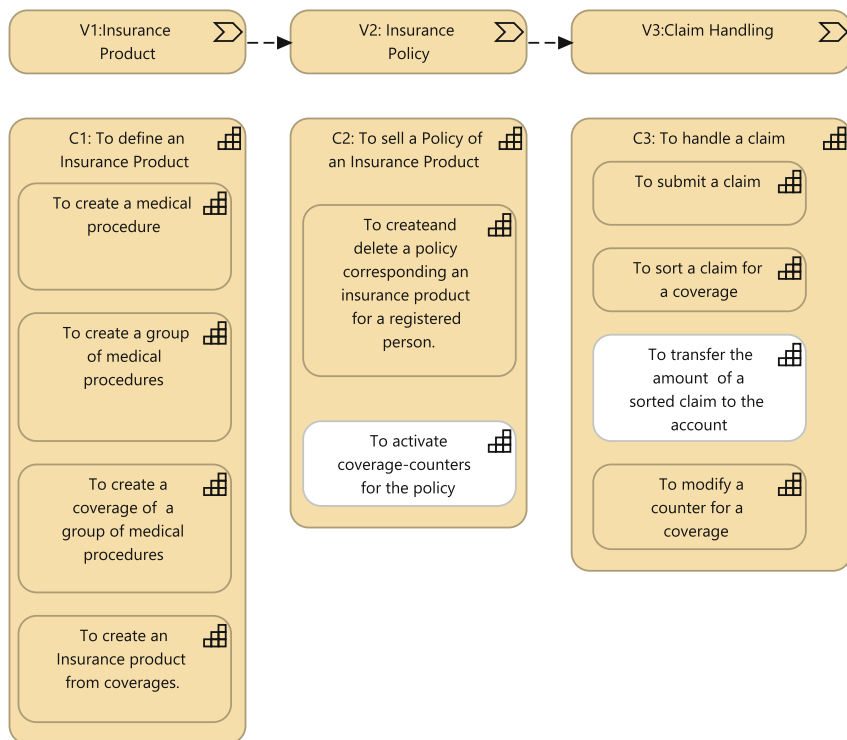 V1:Insurance
Product
V2: Insurance
Policy
V3:Claim Handling
C1: To define an
Insurance Product
To create a medical
procedure
To create a group
of medical
procedures
To create a
coverage of a
group of medical
procedures
To create an
Insurance product
from coverages.
C2: To sell a Policy of
an Insurance Product
To createand
delete a policy
corresponding an
insurance product
for a registered
person.
To activate
coverage-counters
for the policy
C3: To handle a claim
To submit a claim
To sort a claim for
a coverage
To transfer the
amount of a
sorted claim to the
account
To modify a
counter for a
coverage